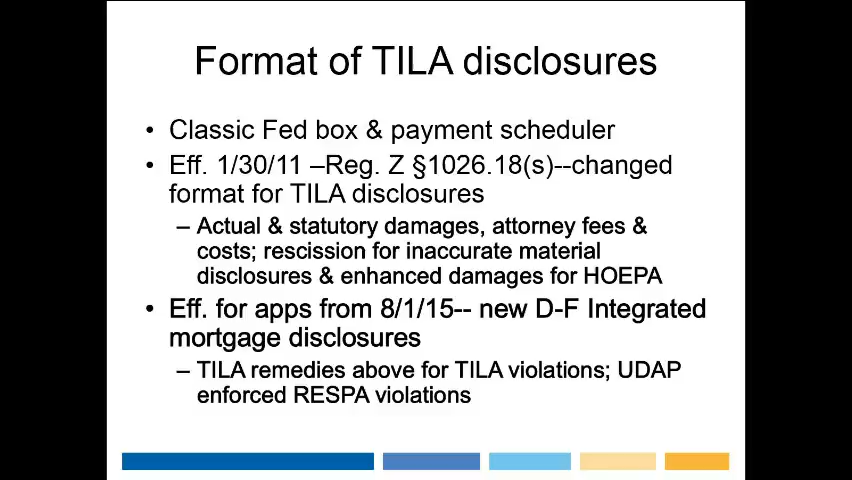 Format of TILA disclosures
• Classic Fed box & payment scheduler
• Eff. 1/30/11 –Reg. Z §1026.18(s)--changed
format for TILA disclosures
– Actual & statutory damages, attorney fees &
costs; rescission for inaccurate material
disclosures & enhanced damages for HOEPA
• Eff. for apps from 8/1/15-- new D-F Integrated
mortgage disclosures
– TILA remedies above for TILA violations; UDAP
enforced RESPA violations